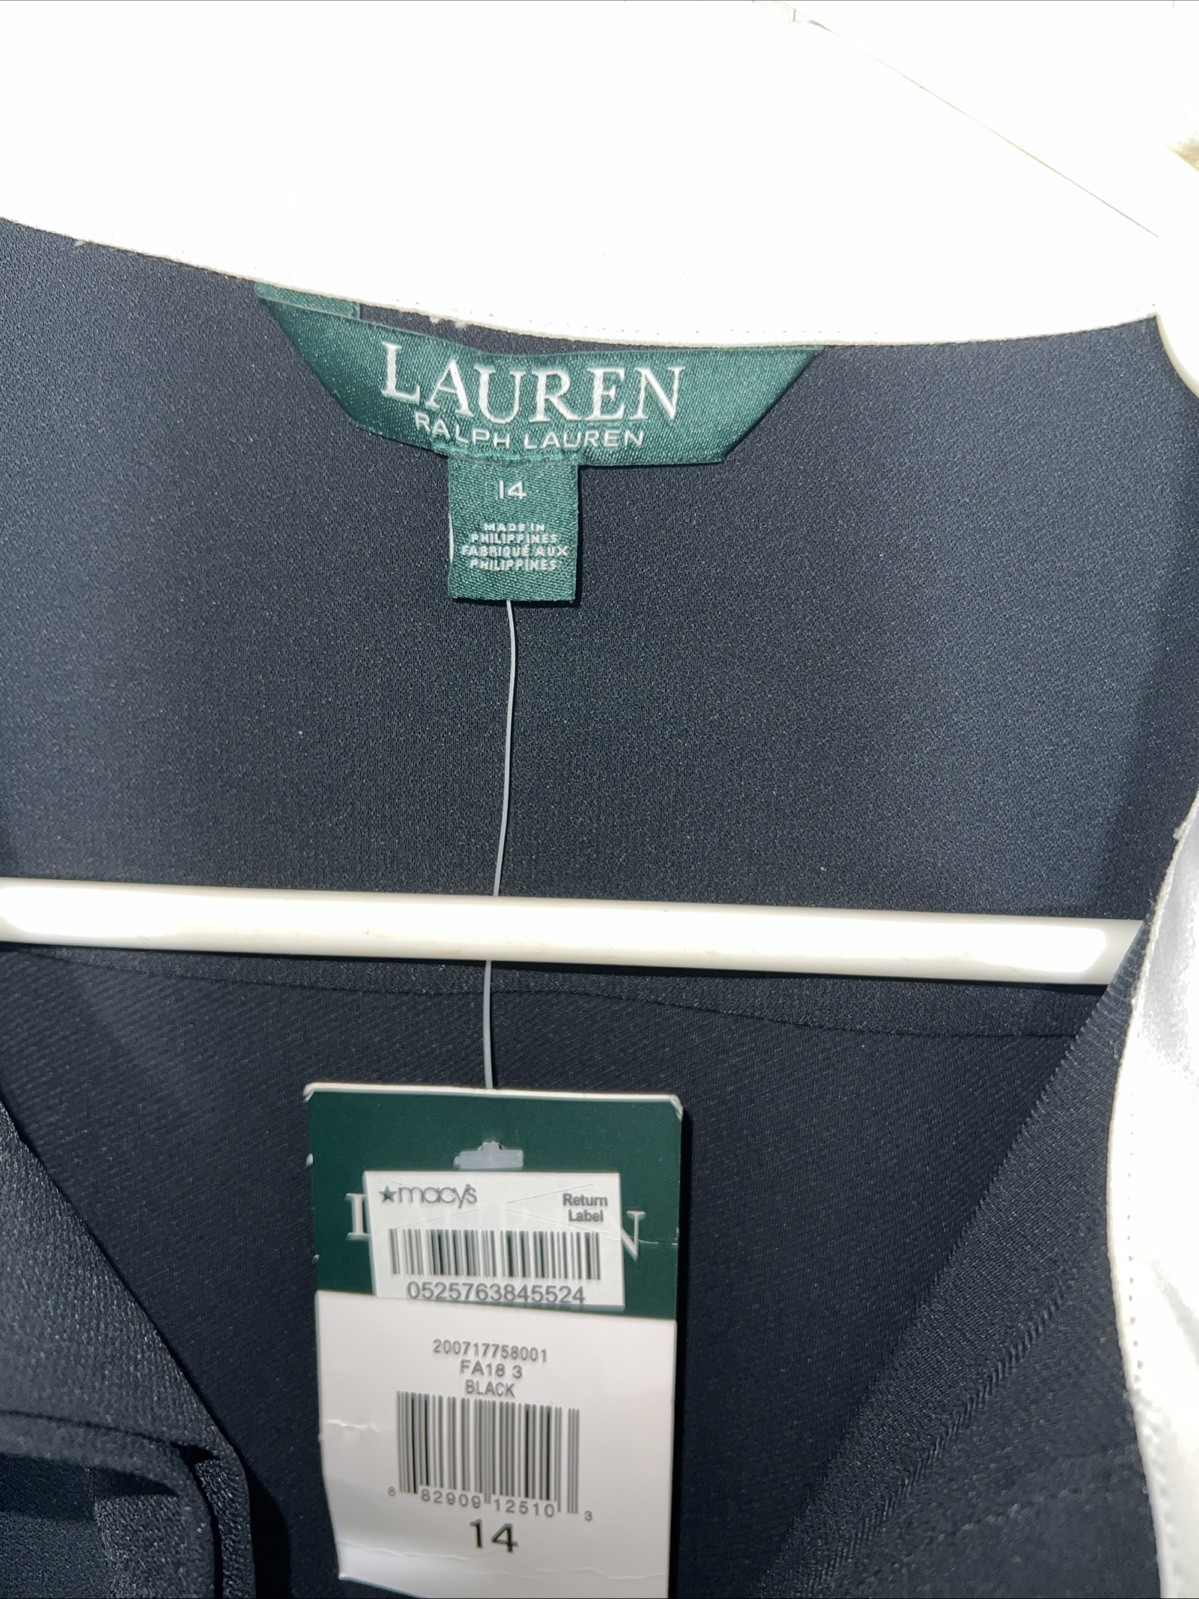 LAUREN
RALPH LAUREN
14
MADE IN
PHILIPPINES
FABRIQUÉ AUX
PHILIPPINES
★macy's
Return
Label
0525763845524
200717758001
FA18 3
BLACK
6 82909 12510 3
14